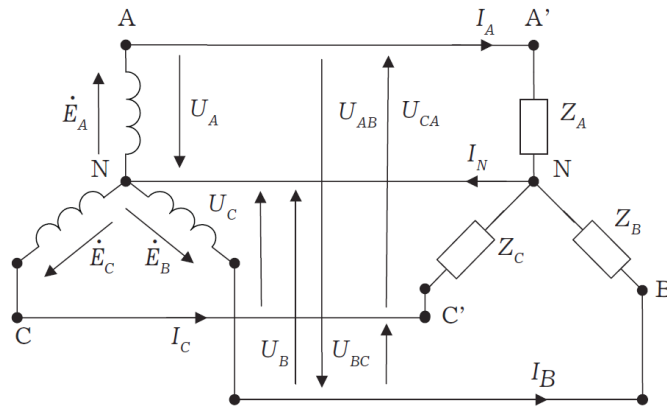 A I_A A'
Ė_A U_A U_AB U_CA Z_A
N I_N N
U_C Z_B
Ė_C Ė_B Z_C
B
C I_C C'
U_B U_BC
I_B